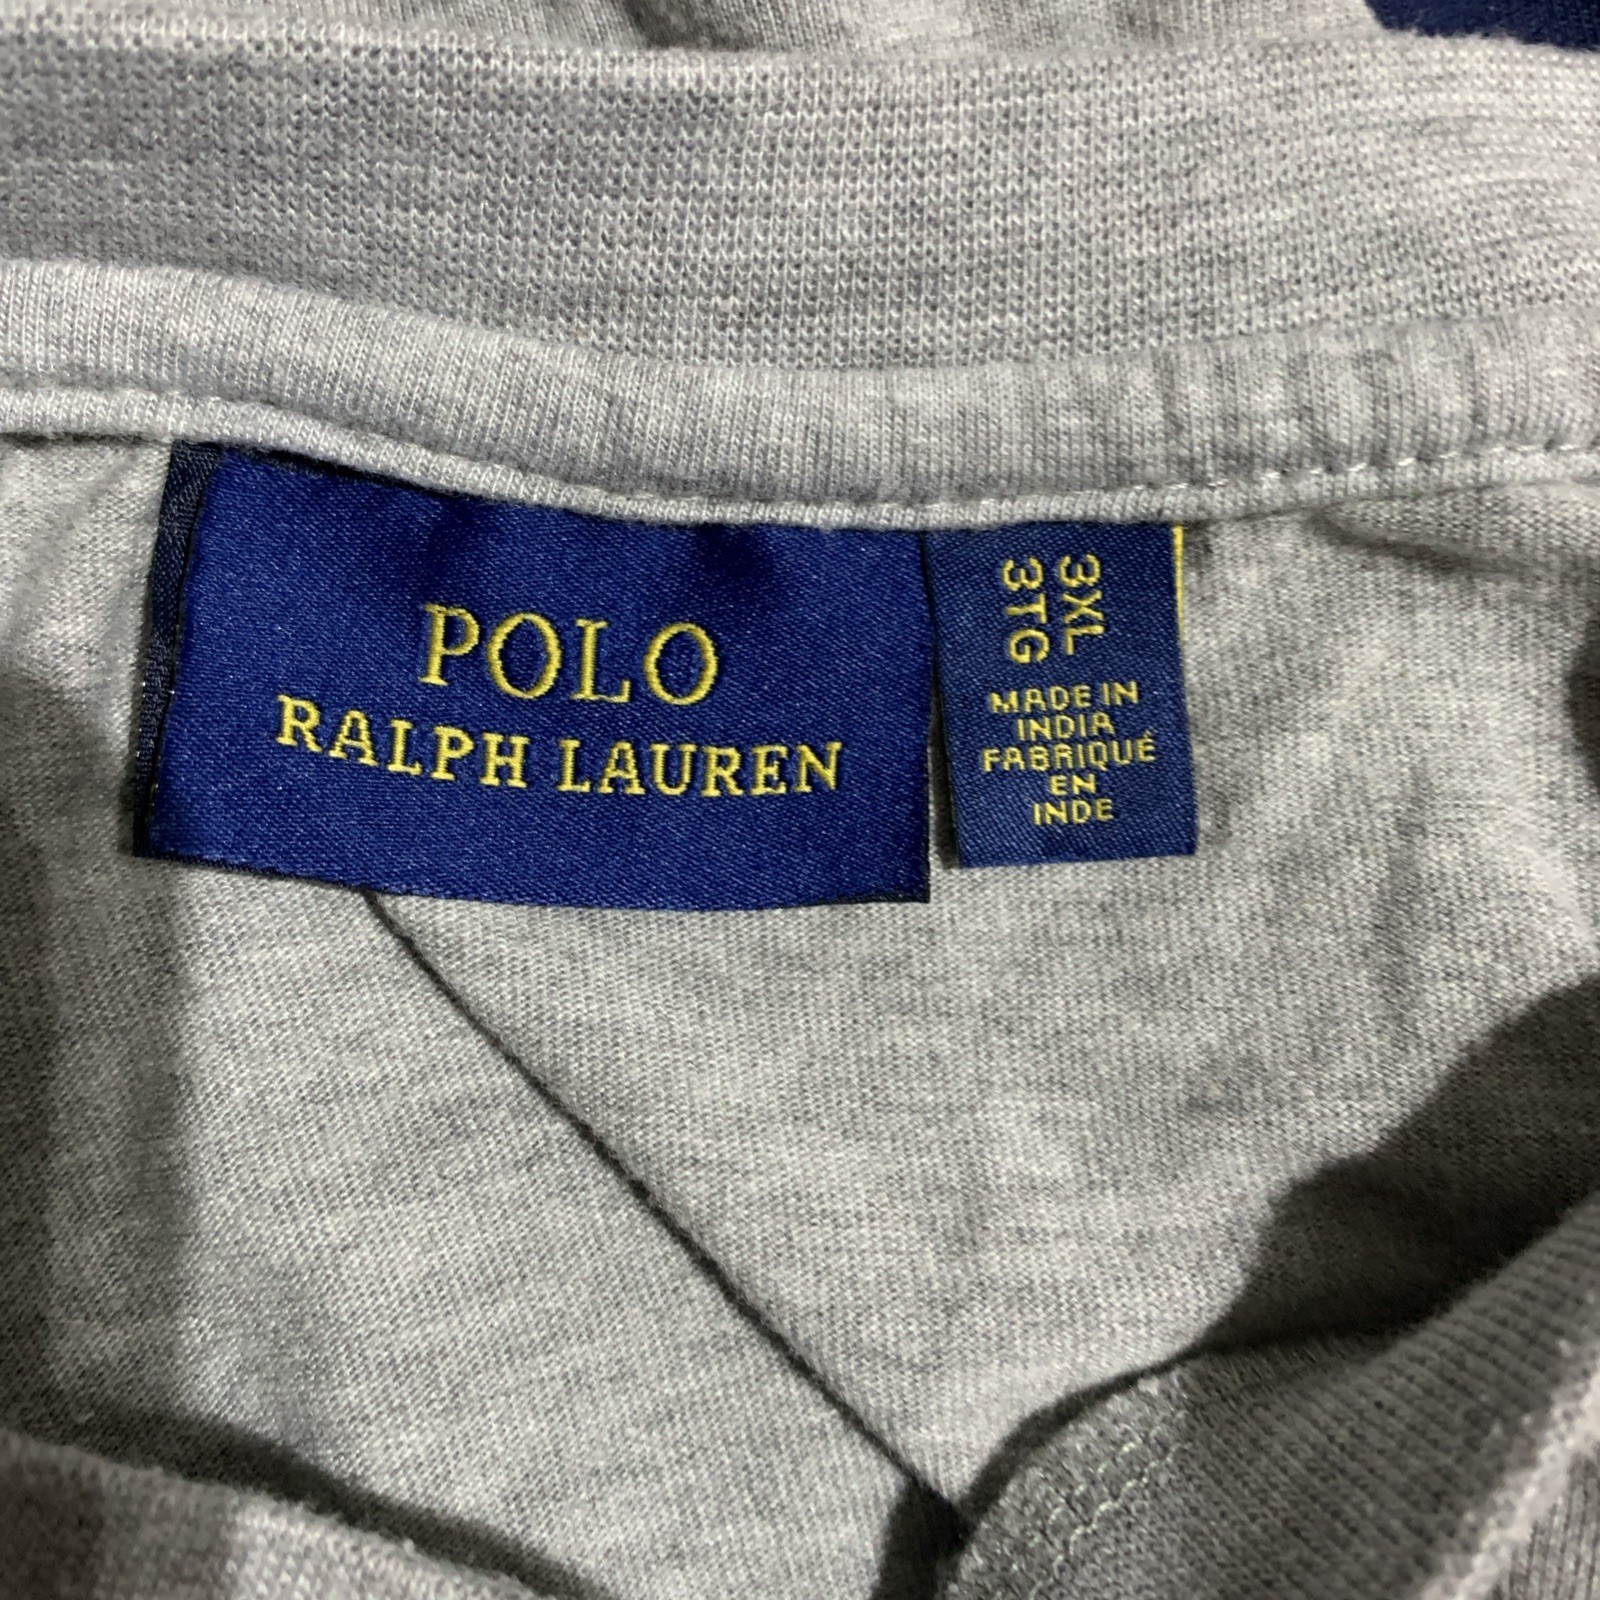 POLO
RALPH LAUREN
3XL
3TG
MADE IN
INDIA
FABRIQUÉ
EN
INDE